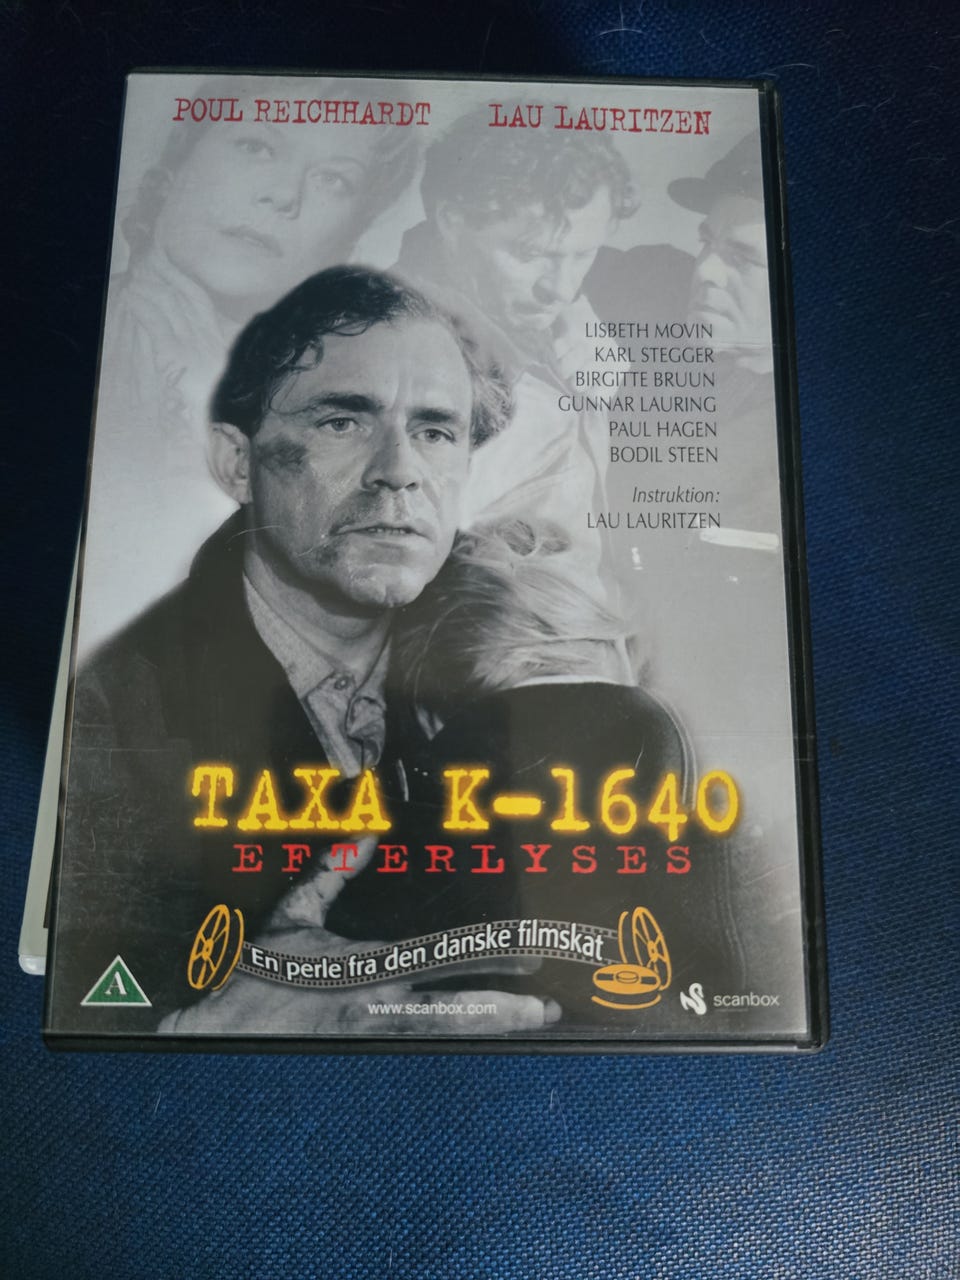 POUL REICHHARDT LAU LAURITZEN
LISBETH MOVIN
KARL STEGGER
BIRGITTE BRUUN
GUNNAR LAURING
PAUL HAGEN
BODIL STEEN
Instruktion:
LAU LAURITZEN
TAXA K-1640
EFTERLYSES
En perle fra den danske filmskat
A
www.scanbox.com
scanbox